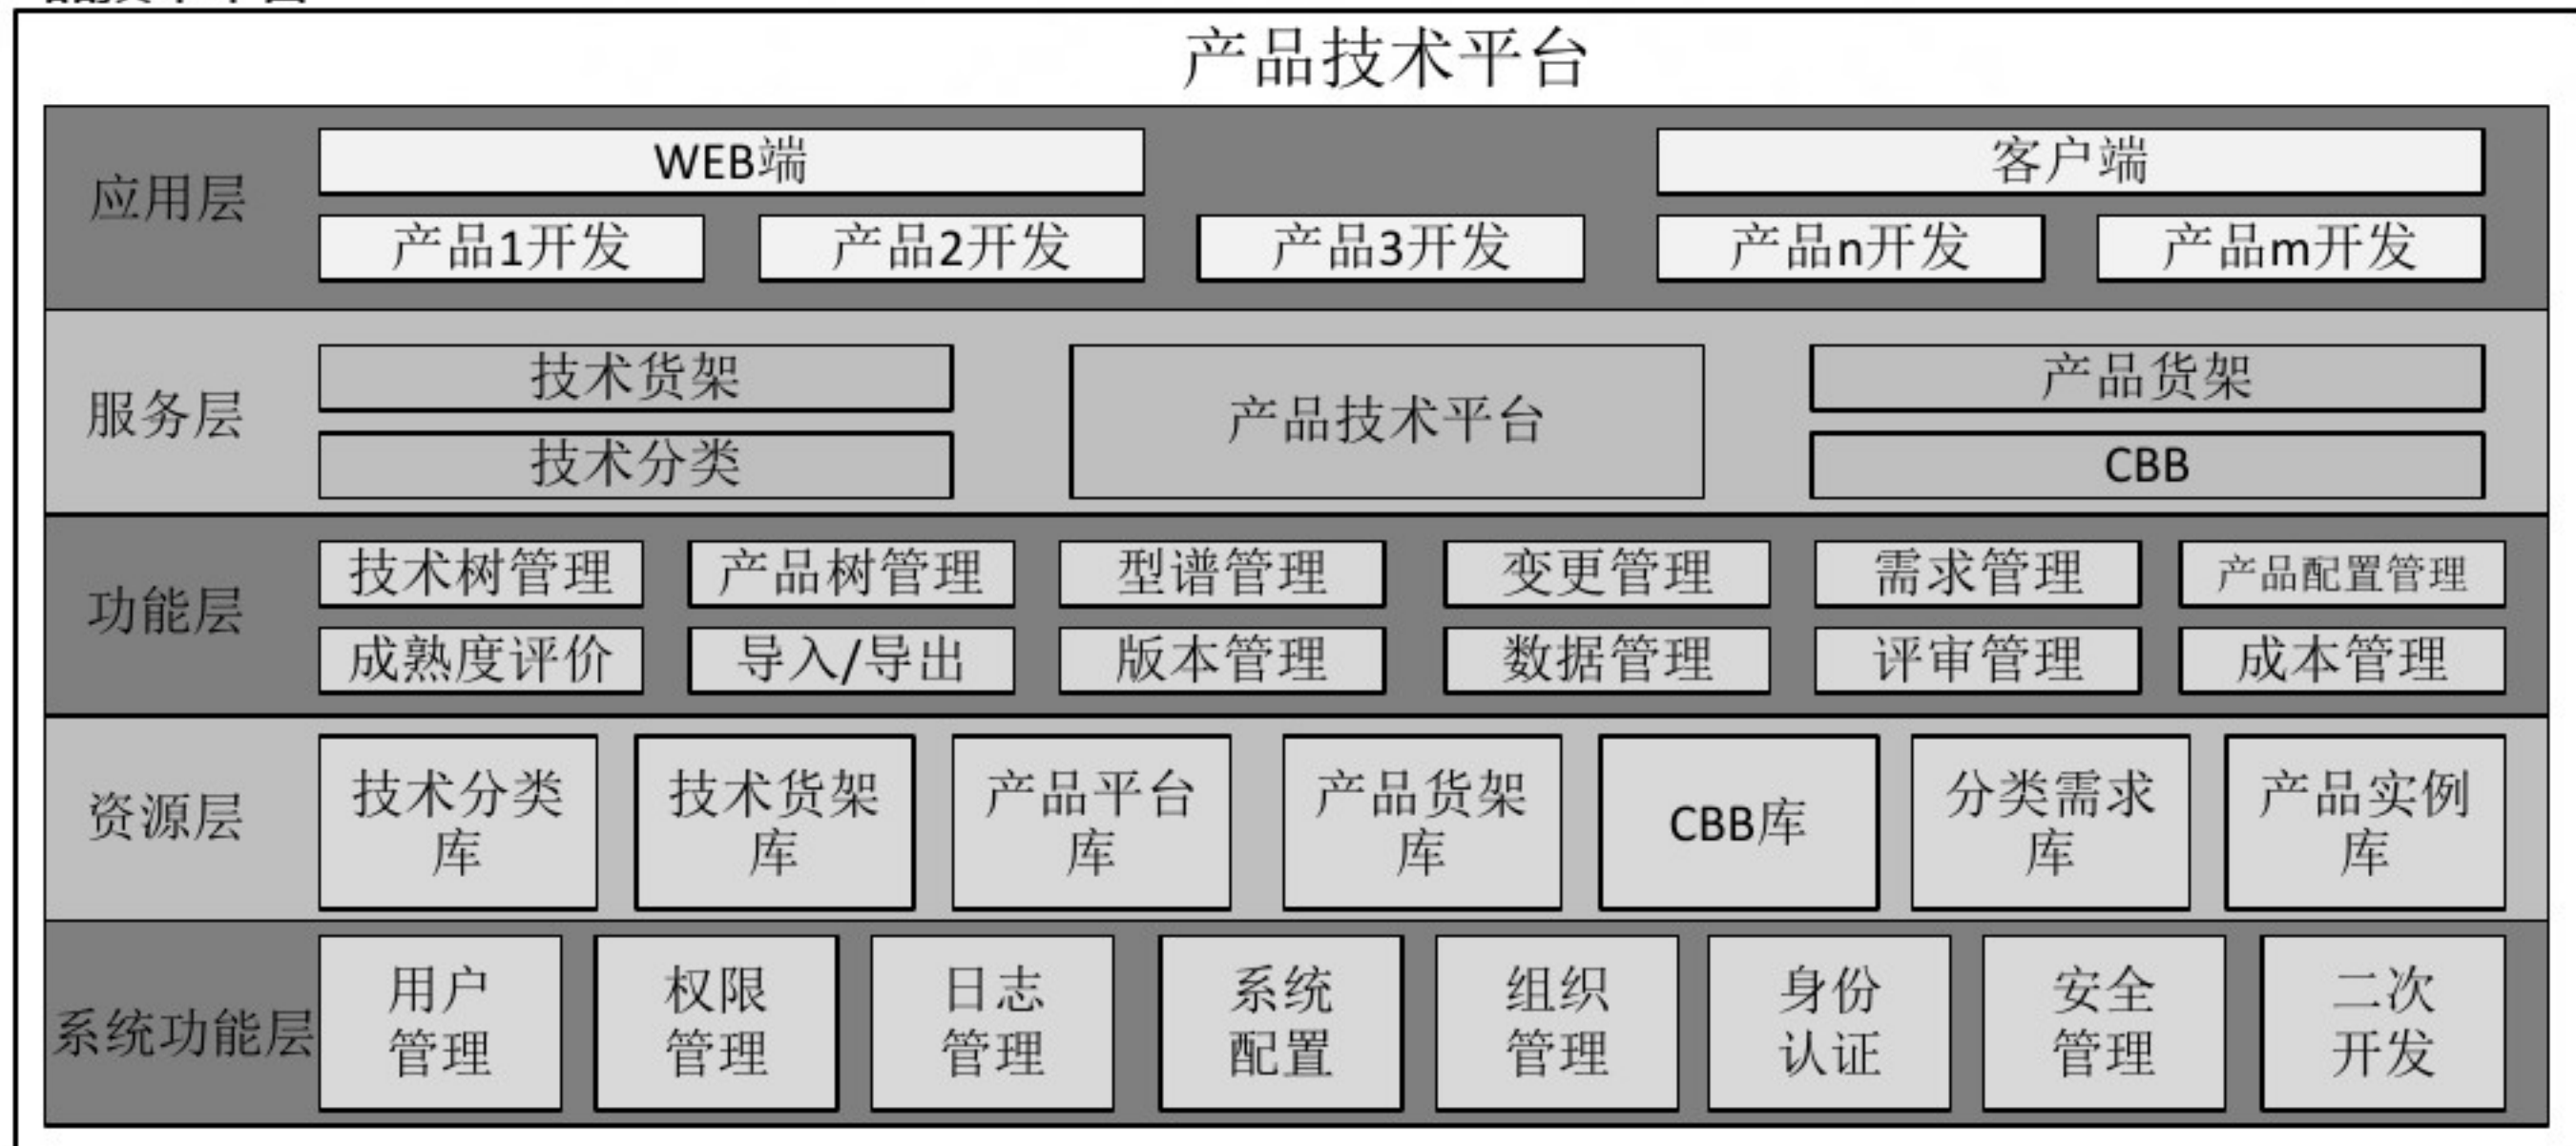 产品技术平台
应用层
WEB端
客户端
产品1开发
产品2开发
产品3开发
产品n开发
产品m开发
服务层
技术货架
技术分类
产品技术平台
产品货架
CBB
功能层
技术树管理
产品树管理
型谱管理
变更管理
需求管理
产品配置管理
成熟度评价
导入/导出
版本管理
数据管理
评审管理
成本管理
资源层
技术分类
库
技术货架
库
产品平台
库
产品货架
库
CBB库
分类需求
库
产品实例
库
系统功能层
用户
管理
权限
管理
日志
管理
系统
配置
组织
管理
身份
认证
安全
管理
二次
开发